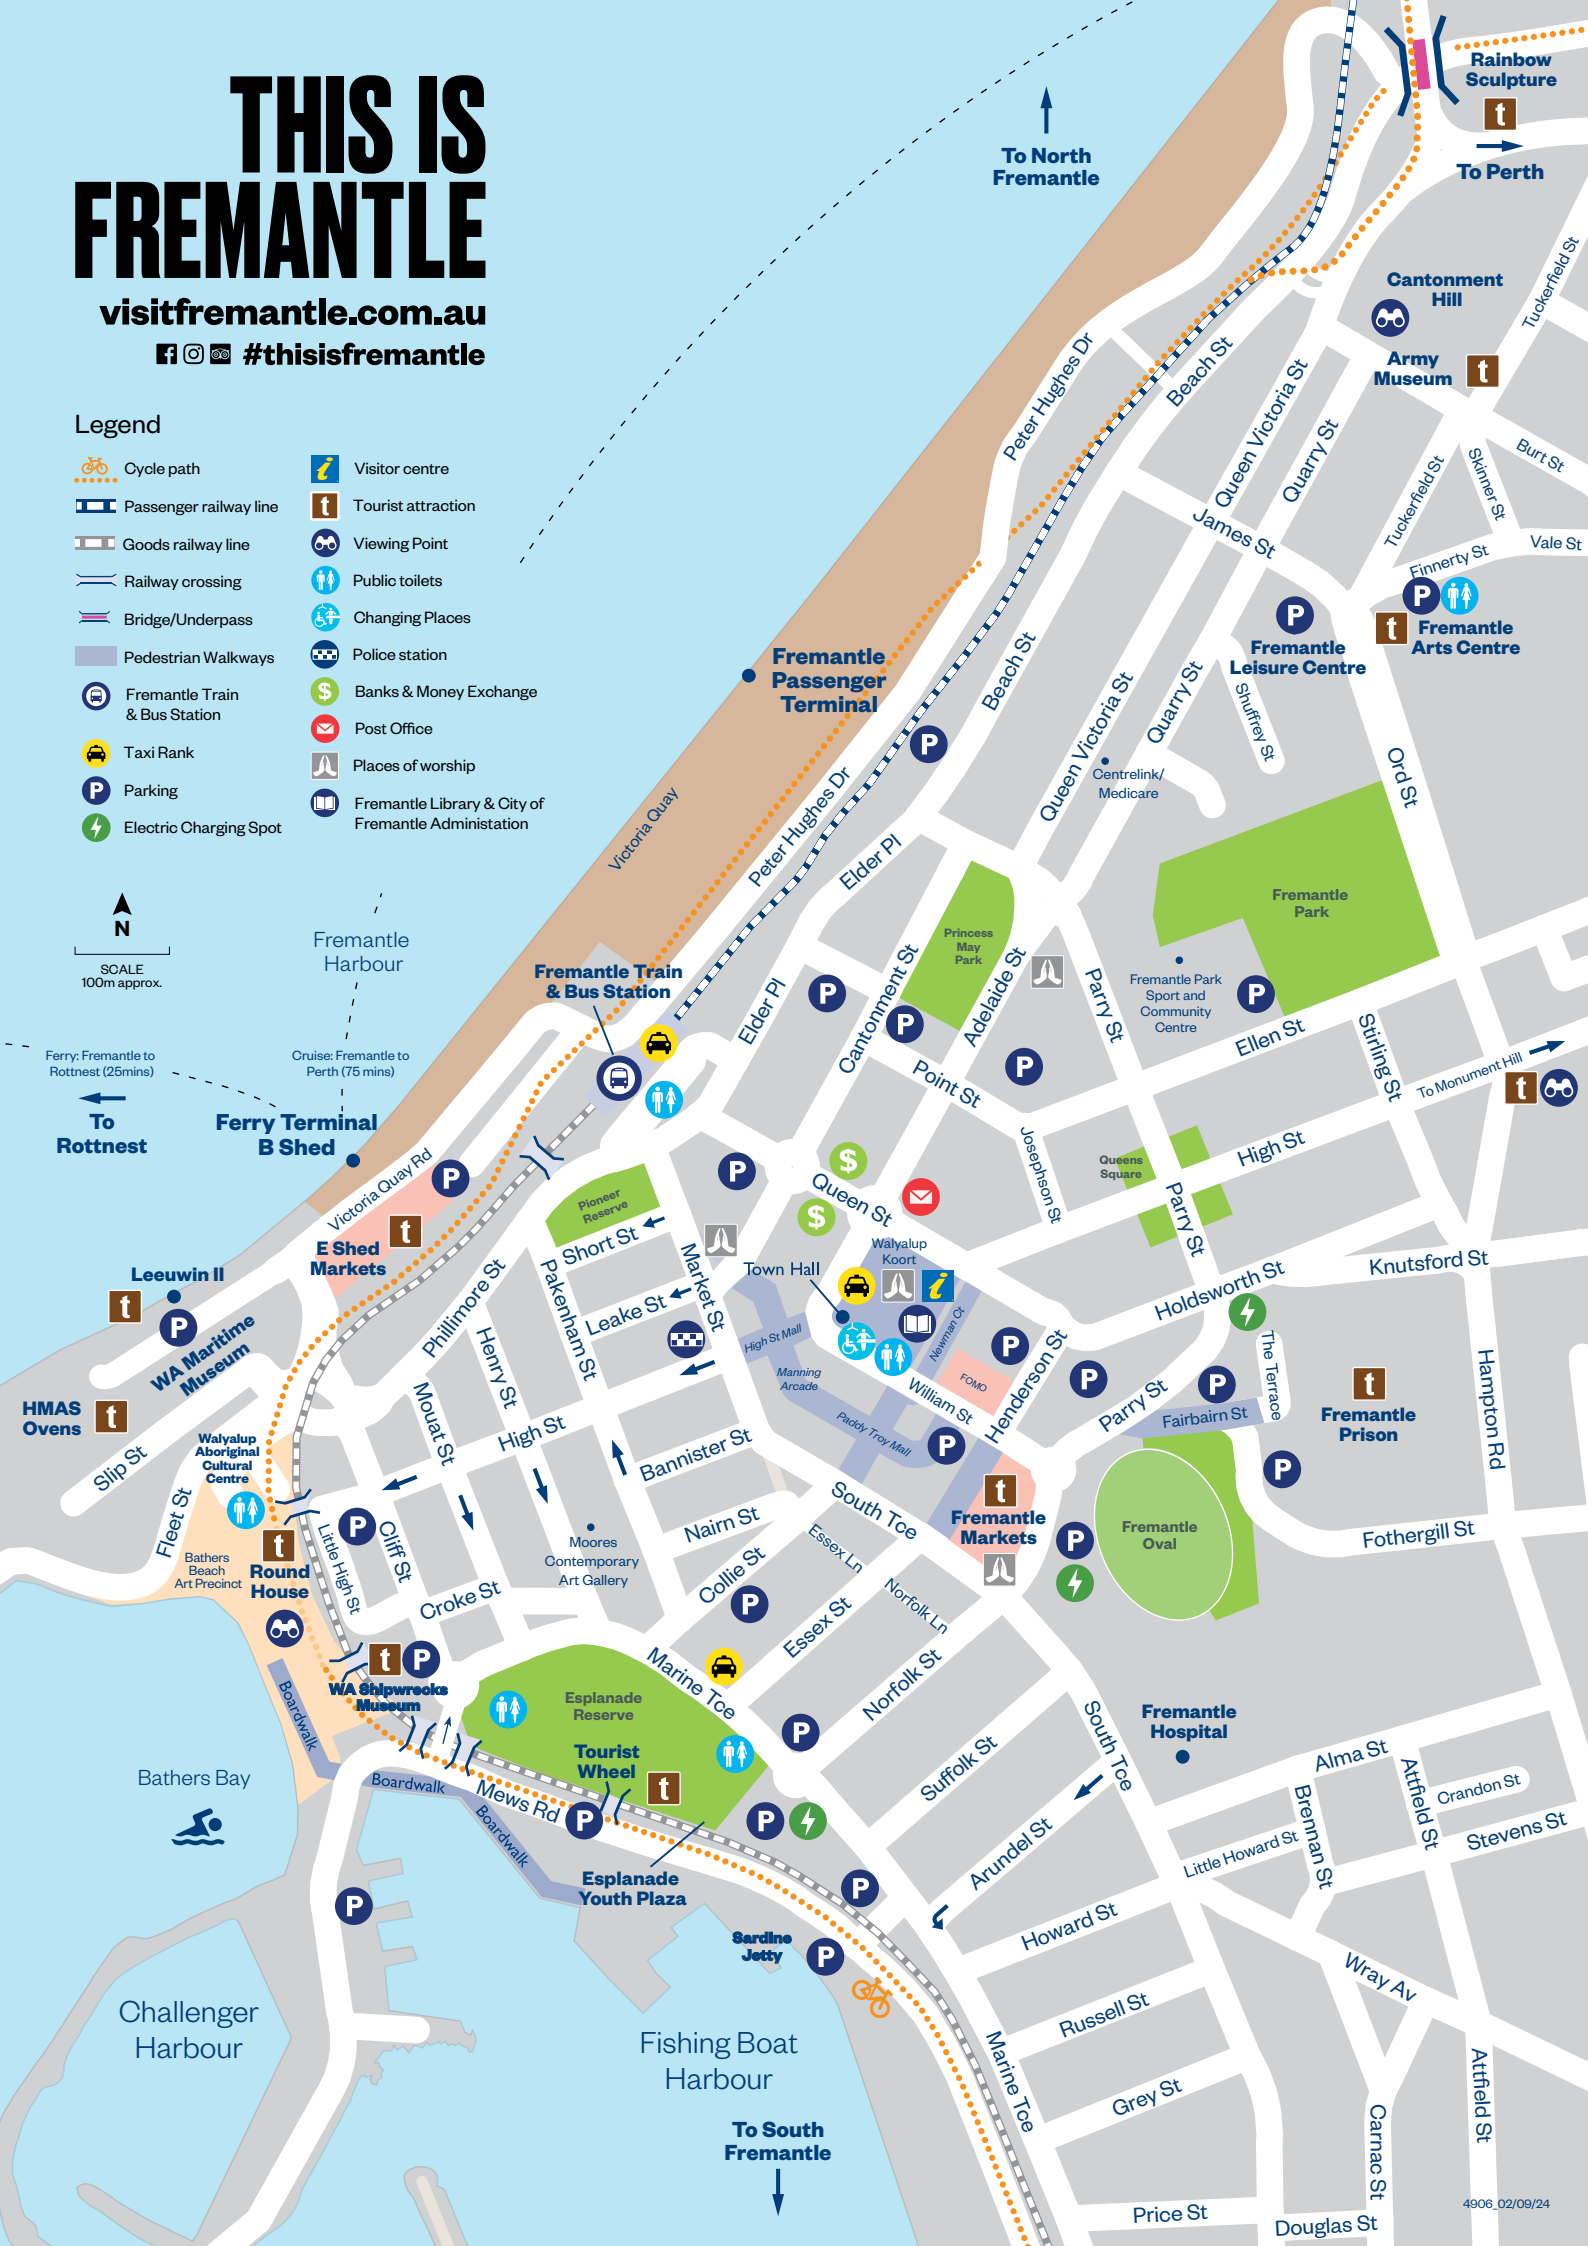 THIS IS
FREMANTLE
visitfremantle.com.au
#thisisfremantle
Legend
Cycle path
Passenger railway line
Goods railway line
Railway crossing
Bridge/Underpass
Pedestrian Walkways
Fremantle Train
& Bus Station
Taxi Rank
P
Parking
Electric Charging Spot
i
Visitor centre
t
Tourist attraction
Viewing Point
Public toilets
Changing Places
Police station
$
Banks & Money Exchange
Post Office
Places of worship
Fremantle Library & City of
Fremantle Administation
N
SCALE
100m approx.
To North
Fremantle
Rainbow
Sculpture
t
To Perth
Cantonment
Hill
Army
Museum
t
Tuckerfield St
Peter Hughes Dr
Beach St
Queen Victoria St
Quarry St
Burt St
Skinner St
Tuckerfield St
James St
Vale St
Finnerty St
P
P
t
Fremantle
Arts Centre
Fremantle
Leisure Centre
Fremantle
Passenger
Terminal
Beach St
Queen Victoria St
Quarry St
Shuffrey St
P
Ord St
Centrelink/
Medicare
Victoria Quay
Peter Hughes Dr
Elder Pl
Fremantle
Park
Princess
May
Park
Fremantle
Harbour
Fremantle Train
& Bus Station
Cantonment St
Adelaide St
Parry St
Fremantle Park
Sport and
Community
Centre
P
P
P
P
Elder Pl
Ellen St
Stirling St
To Monument Hill
t
Ferry: Fremantle to
Rottnest (25mins)
Cruise: Fremantle to
Perth (75 mins)
To
Rottnest
Ferry Terminal
B Shed
Point St
Josephson St
Queens
Square
High St
Victoria Quay Rd
P
P
$
$
Queen St
Pioneer
Reserve
Short St
t
E Shed
Markets
Parry St
Walyalup
Koort
Town Hall
i
Knutsford St
Holdsworth St
Leeuwin II
t
P
WA Maritime
Museum
Phillimore St
Pakenham St
Leake St
Market St
High St Mall
Newman Ct
P
Henderson St
The Terrace
Manning
Arcade
FOMO
P
P
t
Fremantle
Prison
Hampton Rd
HMAS
Ovens
t
Henry St
Mouat St
High St
William St
Paddy Troy Mall
Parry St
Fairbairn St
Walyalup
Aboriginal
Cultural
Centre
Slip St
Bannister St
P
P
South Tce
t
Fremantle
Markets
Fleet St
P
Cliff St
Nairn St
Essex Ln
P
Fremantle
Oval
Fothergill St
t
Round
House
Bathers
Beach
Art Precinct
Little High St
Moores
Contemporary
Art Gallery
Collie St
P
Norfolk Ln
Croke St
Essex St
t
P
WA Shipwrecks
Museum
Marine Tce
Norfolk St
Esplanade
Reserve
South Tce
Fremantle
Hospital
Boardwalk
P
Tourist
Wheel
t
Suffolk St
Alma St
Attfield St
Bathers Bay
Boardwalk
Mews Rd
P
P
Crandon St
Brennan St
Boardwalk
Arundel St
Stevens St
Little Howard St
Esplanade
Youth Plaza
P
P
Howard St
Sardine
Jetty
P
Wray Av
Challenger
Harbour
Fishing Boat
Harbour
Russell St
Marine Tce
Grey St
Attfield St
Carnac St
To South
Fremantle
Price St
Douglas St
4906_02/09/24